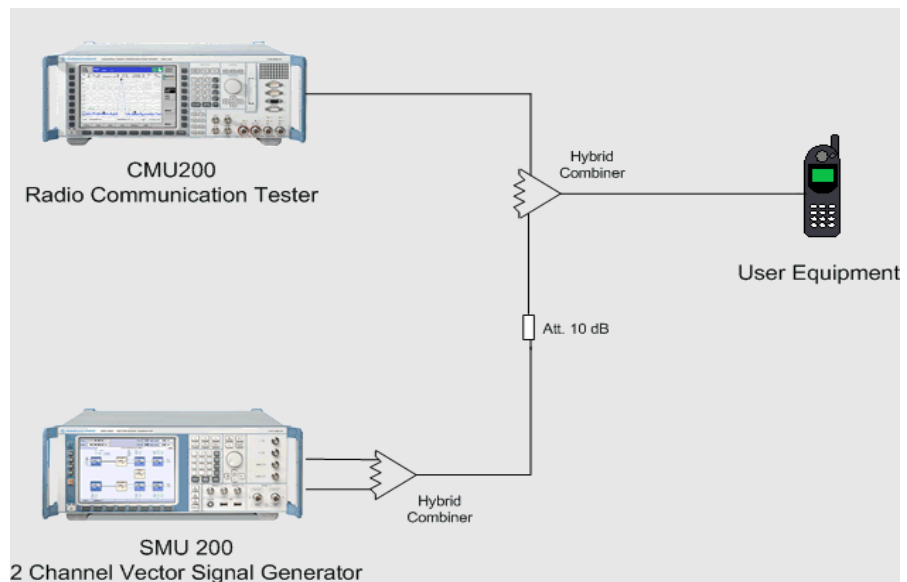 CMU200
Radio Communication Tester
Hybrid
Combiner
User Equipment
Att. 10 dB
Hybrid
Combiner
SMU 200
2 Channel Vector Signal Generator